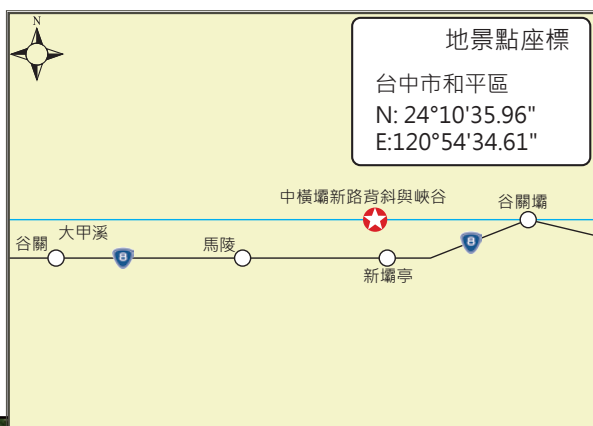 N
地景點座標
台中市和平區
N: 24°10'35.96"
E:120°54'34.61"
中橫壩新路背斜與峽谷
谷關壩
大甲溪
谷關
8
馬陵
8
新壩亭